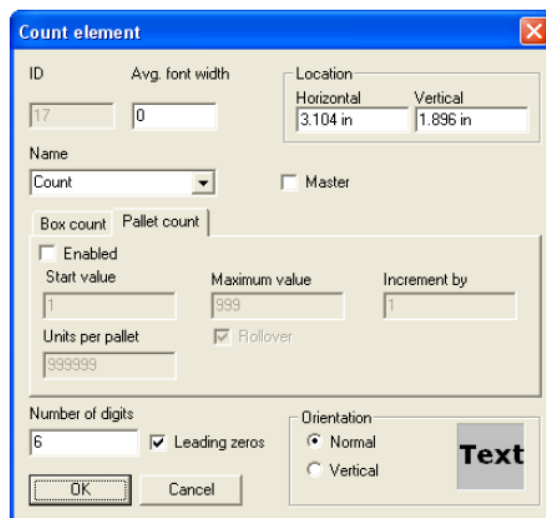 Count element
ID Avg. font width Location
Horizontal Vertical
17 0 3.104 in 1.896 in
Name
Count Master
Box count Pallet count
Enabled
Start value Maximum value Increment by
1 999 1
Units per pallet Rollover
999999
Number of digits Orientation
6 Leading zeros Normal Text
Vertical
OK Cancel